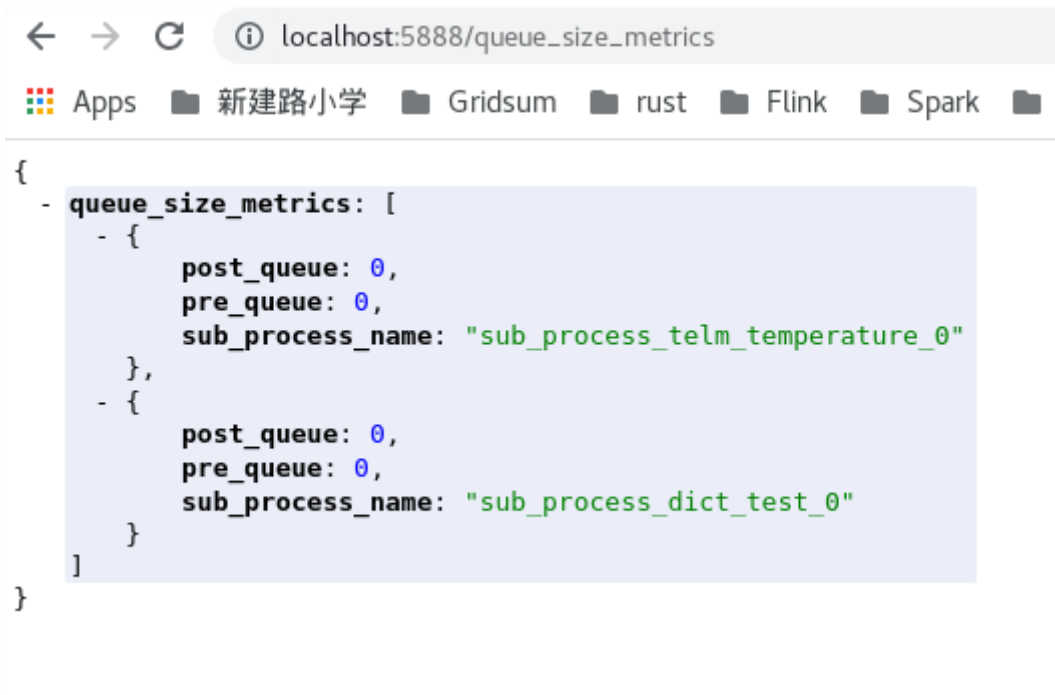 localhost:5888/queue_size_metrics
Apps 新建路小学 Gridsum rust Flink Spark
{
- queue_size_metrics: [
- {
post_queue: 0,
pre_queue: 0,
sub_process_name: "sub_process_telm_temperature_0"
},
- {
post_queue: 0,
pre_queue: 0,
sub_process_name: "sub_process_dict_test_0"
}
]
}